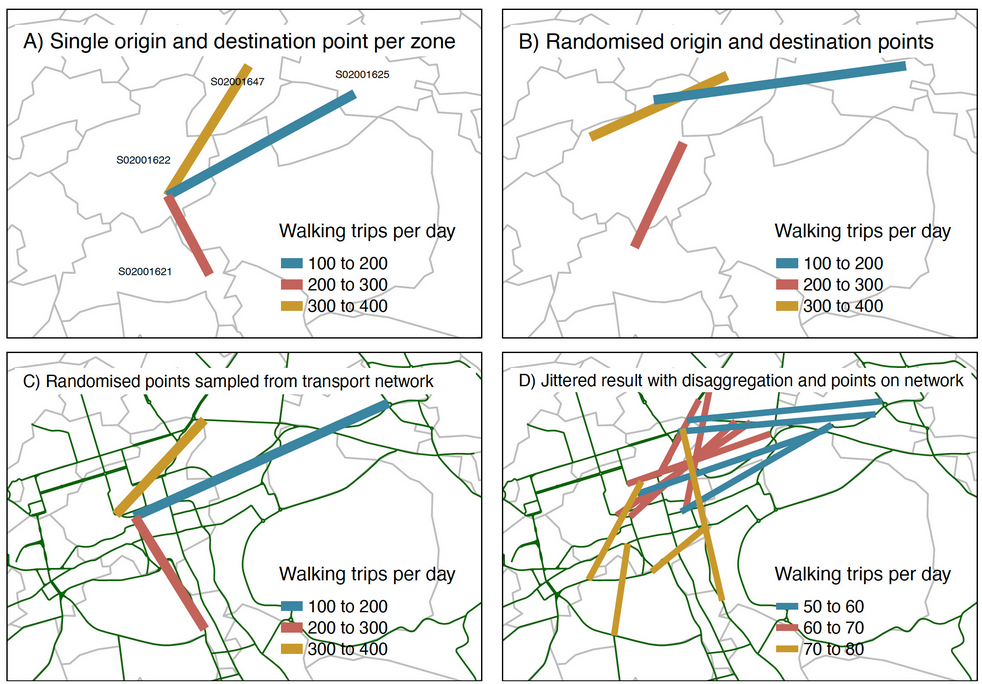 A) Single origin and destination point per zone
S02001647
S02001625
S02001622
S02001621
Walking trips per day
100 to 200
200 to 300
300 to 400
B) Randomised origin and destination points
Walking trips per day
100 to 200
200 to 300
300 to 400
C) Randomised points sampled from transport network
Walking trips per day
100 to 200
200 to 300
300 to 400
D) Jittered result with disaggregation and points on network
Walking trips per day
50 to 60
60 to 70
70 to 80